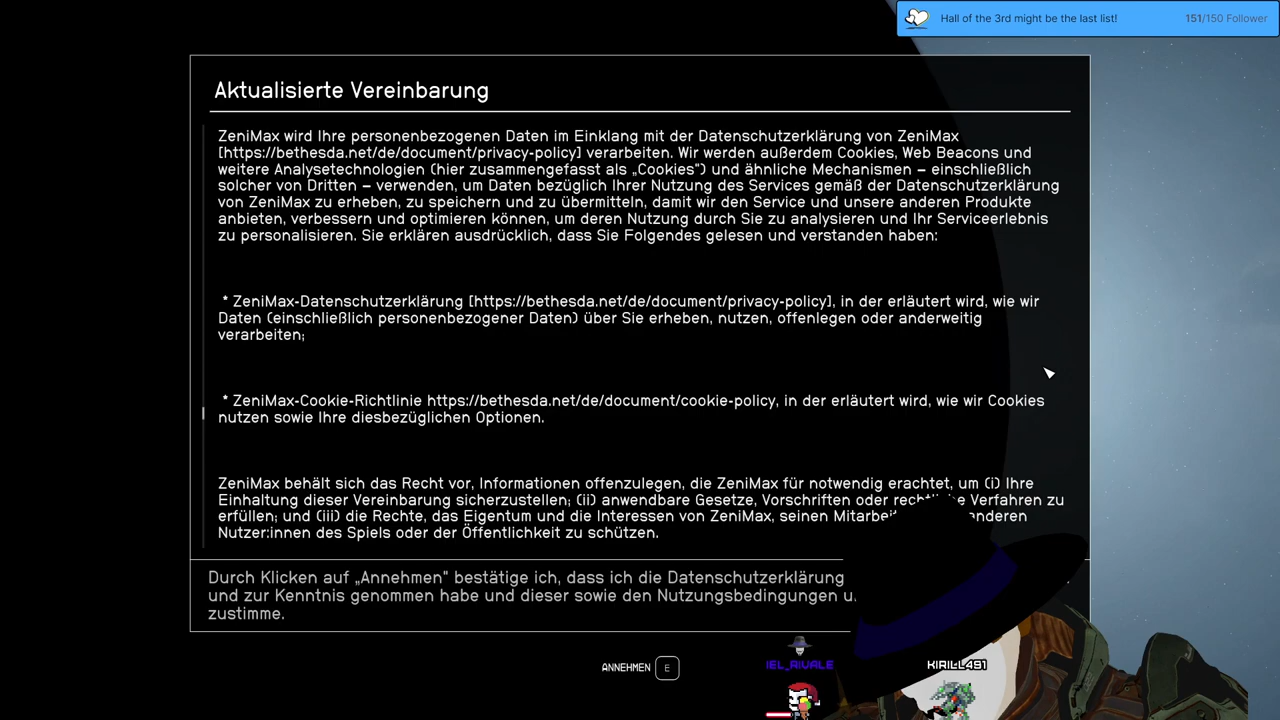 Hall of the 3rd might be the last list!
151/150 Follower
Aktualisierte Vereinbarung
ZeniMax wird Ihre personenbezogenen Daten im Einklang mit der Datenschutzerklärung von ZeniMax
[https://bethesda.net/de/document/privacy-policy] verarbeiten. Wir werden außerdem Cookies, Web Beacons und
weitere Analysetechnologien (hier zusammengefasst als „Cookies") und ähnliche Mechanismen – einschließlich
solcher von Dritten – verwenden, um Daten bezüglich Ihrer Nutzung des Services gemäß der Datenschutzerklärung
von ZeniMax zu erheben, zu speichern und zu übermitteln, damit wir den Service und unsere anderen Produkte
anbieten, verbessern und optimieren können, um deren Nutzung durch Sie zu analysieren und Ihr Serviceerlebnis
zu personalisieren. Sie erklären ausdrücklich, dass Sie Folgendes gelesen und verstanden haben:
* ZeniMax-Datenschutzerklärung [https://bethesda.net/de/document/privacy-policy], in der erläutert wird, wie wir
Daten (einschließlich personenbezogener Daten) über Sie erheben, nutzen, offenlegen oder anderweitig
verarbeiten;
* ZeniMax-Cookie-Richtlinie https://bethesda.net/de/document/cookie-policy, in der erläutert wird, wie wir Cookies
nutzen sowie Ihre diesbezüglichen Optionen.
ZeniMax behält sich das Recht vor, Informationen offenzulegen, die ZeniMax für notwendig erachtet, um (i) Ihre
Einhaltung dieser Vereinbarung sicherzustellen; (ii) anwendbare Gesetze, Vorschriften oder rechtliche Verfahren zu
erfüllen; und (iii) die Rechte, das Eigentum und die Interessen von ZeniMax, seinen anderen
Nutzer:innen des Spiels oder der Öffentlichkeit zu schützen.
Durch Klicken auf „Annehmen" bestätige ich, dass ich die Datenschutzerklärung
und zur Kenntnis genommen habe und dieser sowie den Nutzungsbedingungen
zustimme.
ANNEHMEN E
IEL_RIVALE
KIRILL491